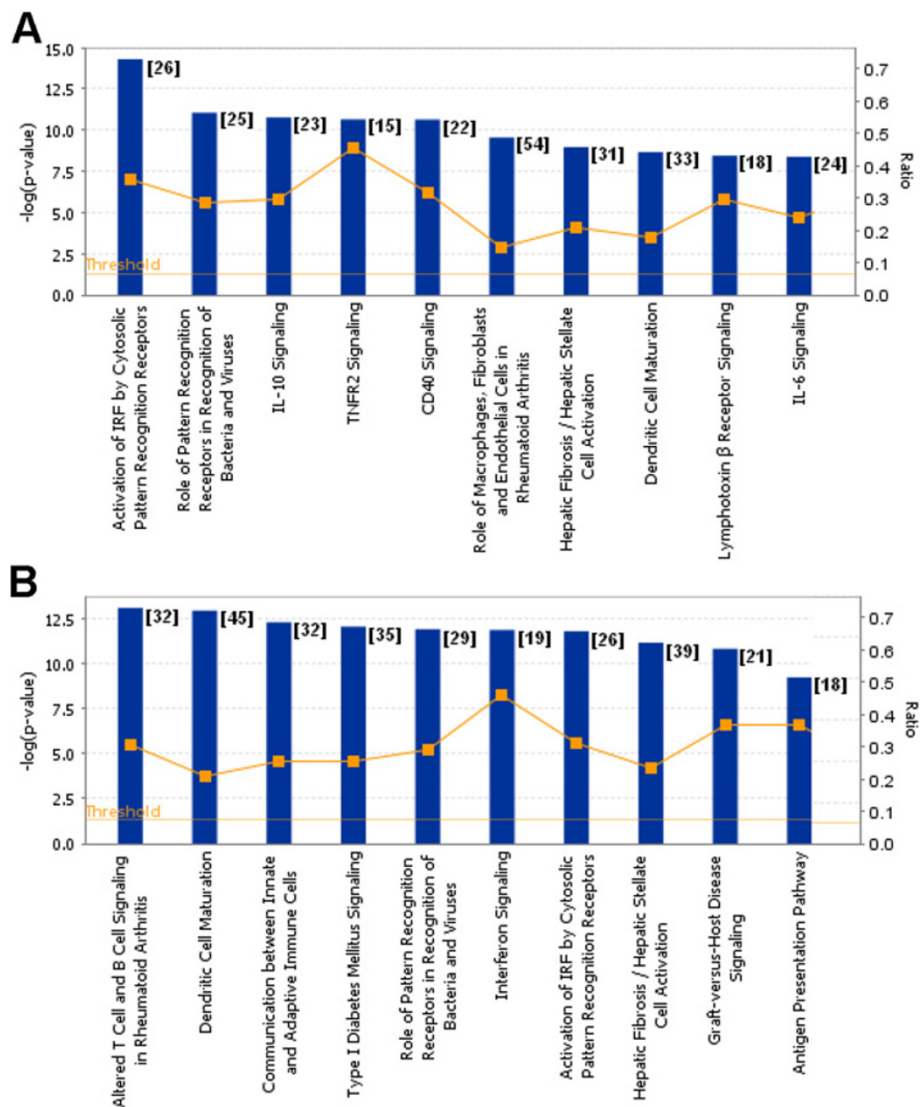 A
15.0
12.5
10.0
7.5
5.0
2.5
0.0
-log(p-value)
0.7
0.6
0.5
0.4
0.3
0.2
0.1
0.0
Ratio
[26]
[25]
[23]
[15]
[22]
[54]
[31]
[33]
[18]
[24]
Threshold
Activation of IRF by Cytosolic
Pattern Recognition Receptors
Role of Pattern Recognition
Receptors in Recognition of
Bacteria and Viruses
IL-10 Signaling
TNFR2 Signaling
CD40 Signaling
Role of Macrophages, Fibroblasts
and Endothelial Cells in
Rheumatoid Arthritis
Hepatic Fibrosis / Hepatic Stellate
Cell Activation
Dendritic Cell Maturation
Lymphotoxin β Receptor Signaling
IL-6 Signaling
B
12.5
10.0
7.5
5.0
2.5
0.0
-log(p-value)
0.7
0.6
0.5
0.4
0.3
0.2
0.1
0.0
Ratio
[32]
[45]
[32]
[35]
[29]
[19]
[26]
[39]
[21]
[18]
Threshold
Altered T Cell and B Cell Signaling
in Rheumatoid Arthritis
Dendritic Cell Maturation
Communication between Innate
and Adaptive Immune Cells
Type I Diabetes Mellitus Signaling
Role of Pattern Recognition
Receptors in Recognition of
Bacteria and Viruses
Interferon Signaling
Activation of IRF by Cytosolic
Pattern Recognition Receptors
Hepatic Fibrosis / Hepatic Stellate
Cell Activation
Graft-versus-Host Disease
Signaling
Antigen Presentation Pathway